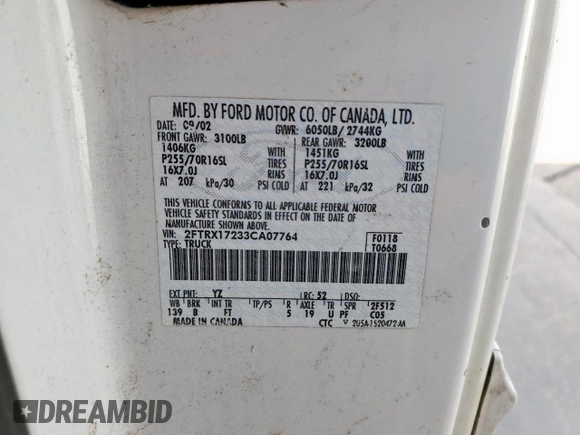 MFD. BY FORD MOTOR CO. OF CANADA, LTD.
DATE: 09/02 GVWR: 6050LB/ 2744KG
FRONT GAWR: 3100LB REAR GAWR: 3200LB
1406KG WITH 1451KG WITH
P255/70R16SL TIRES P255/70R16SL TIRES
16X7.0J RIMS 16X7.0J RIMS
AT 207 kPa/30 PSI COLD AT 221 kPa/32 PSI COLD
THIS VEHICLE CONFORMS TO ALL APPLICABLE FEDERAL MOTOR
VEHICLE SAFETY STANDARDS IN EFFECT ON THE DATE OF
MANUFACTURE SHOWN ABOVE.
VIN: 2FTRX17233CA07764 F0118
TYPE: TRUCK T0668
EXT PNT: YZ RC: 52 DSO:
WB BRK INT TR TP/PS R AXLE TR SPR 2F512
139 B FT 5 19 U PF C05
MADE IN CANADA CTC 2U5A-1520472-AA
DREAMBID